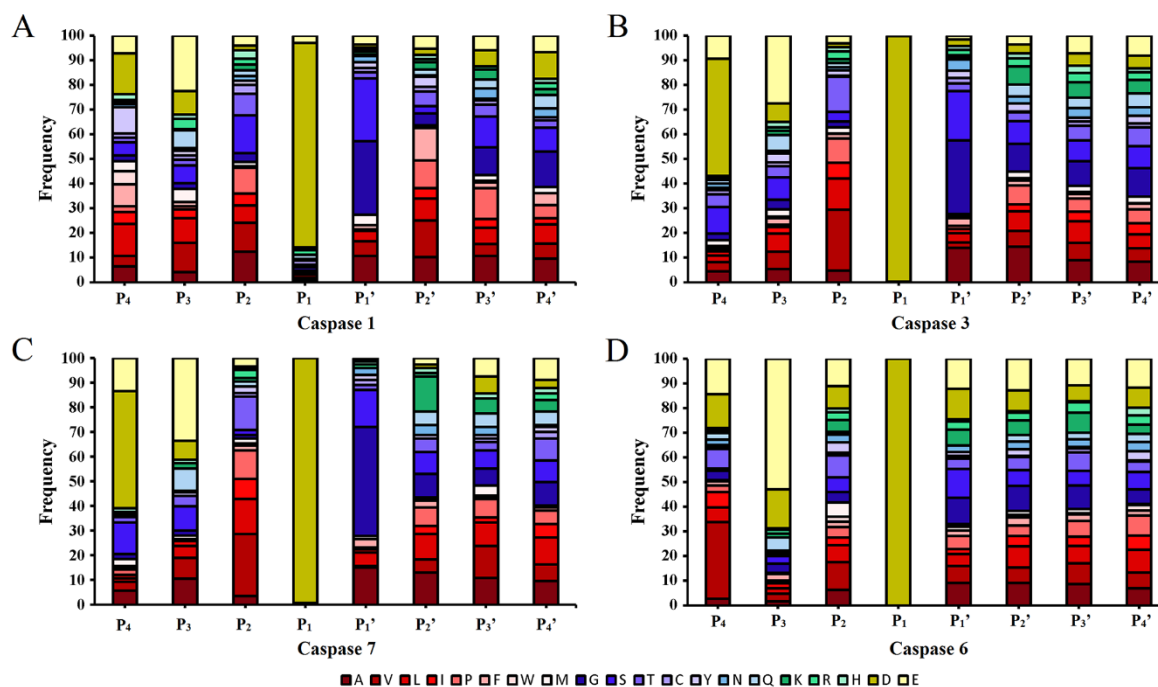 A
B
Frequency
100
90
80
70
60
50
40
30
20
10
0
P4 P3 P2 P1 P1’ P2’ P3’ P4’
Caspase 1
Frequency
100
90
80
70
60
50
40
30
20
10
0
P4 P3 P2 P1 P1’ P2’ P3’ P4’
Caspase 3
C
D
Frequency
100
90
80
70
60
50
40
30
20
10
0
P4 P3 P2 P1 P1’ P2’ P3’ P4’
Caspase 7
Frequency
100
90
80
70
60
50
40
30
20
10
0
P4 P3 P2 P1 P1’ P2’ P3’ P4’
Caspase 6
A V L I P F W M G S T C Y N Q K R H D E